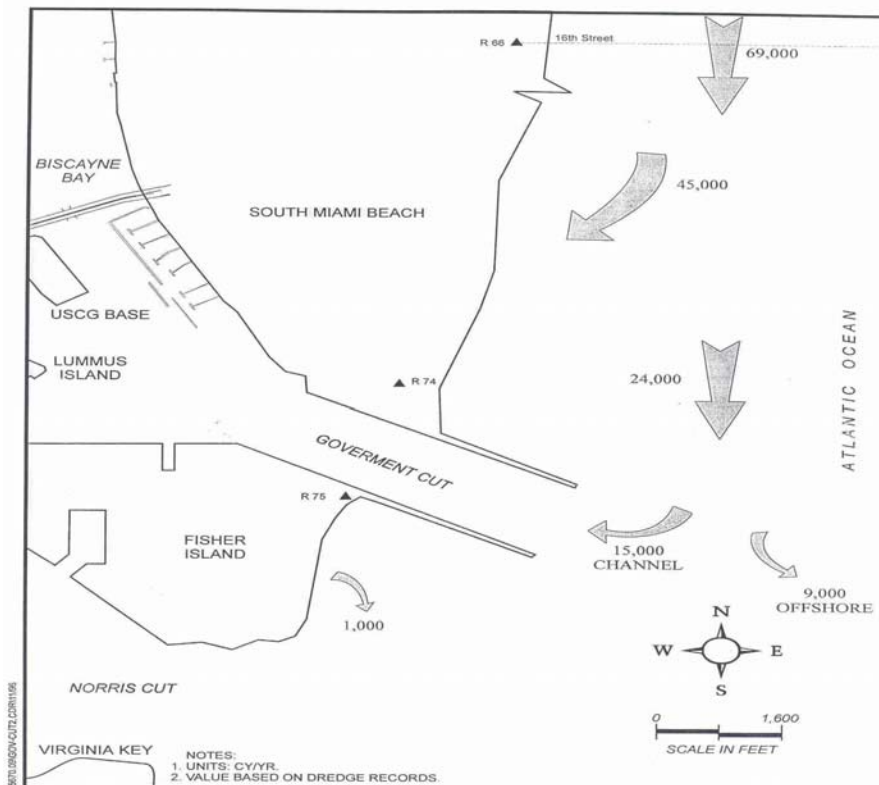 R 66
16th Street
69,000
BISCAYNE
BAY
45,000
SOUTH MIAMI BEACH
USCG BASE
LUMMUS
ISLAND
R 74
24,000
ATLANTIC OCEAN
GOVERMENT CUT
R 75
FISHER
ISLAND
15,000
CHANNEL
9,000
OFFSHORE
1,000
N
W
E
S
NORRIS CUT
0
1,600
SCALE IN FEET
VIRGINIA KEY
NOTES:
1. UNITS: CY/YR.
2. VALUE BASED ON DREDGE RECORDS.